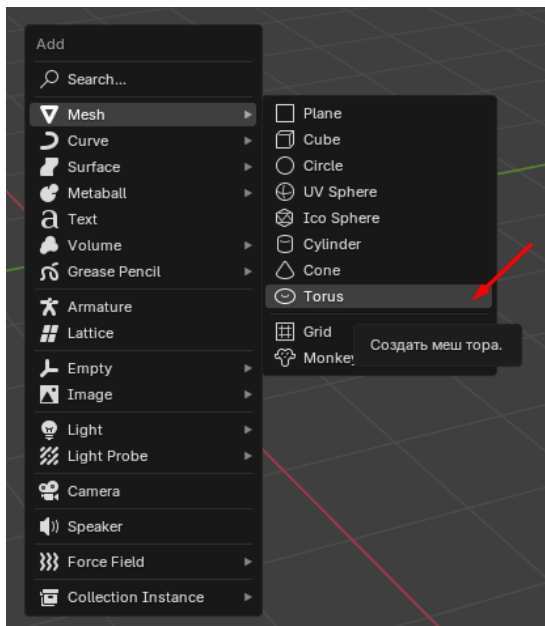 Add
Search...
Mesh
Curve
Surface
Metaball
Text
Volume
Grease Pencil
Armature
Lattice
Empty
Image
Light
Light Probe
Camera
Speaker
Force Field
Collection Instance
Plane
Cube
Circle
UV Sphere
Ico Sphere
Cylinder
Cone
Torus
Grid
Monkey
Создать меш тора.